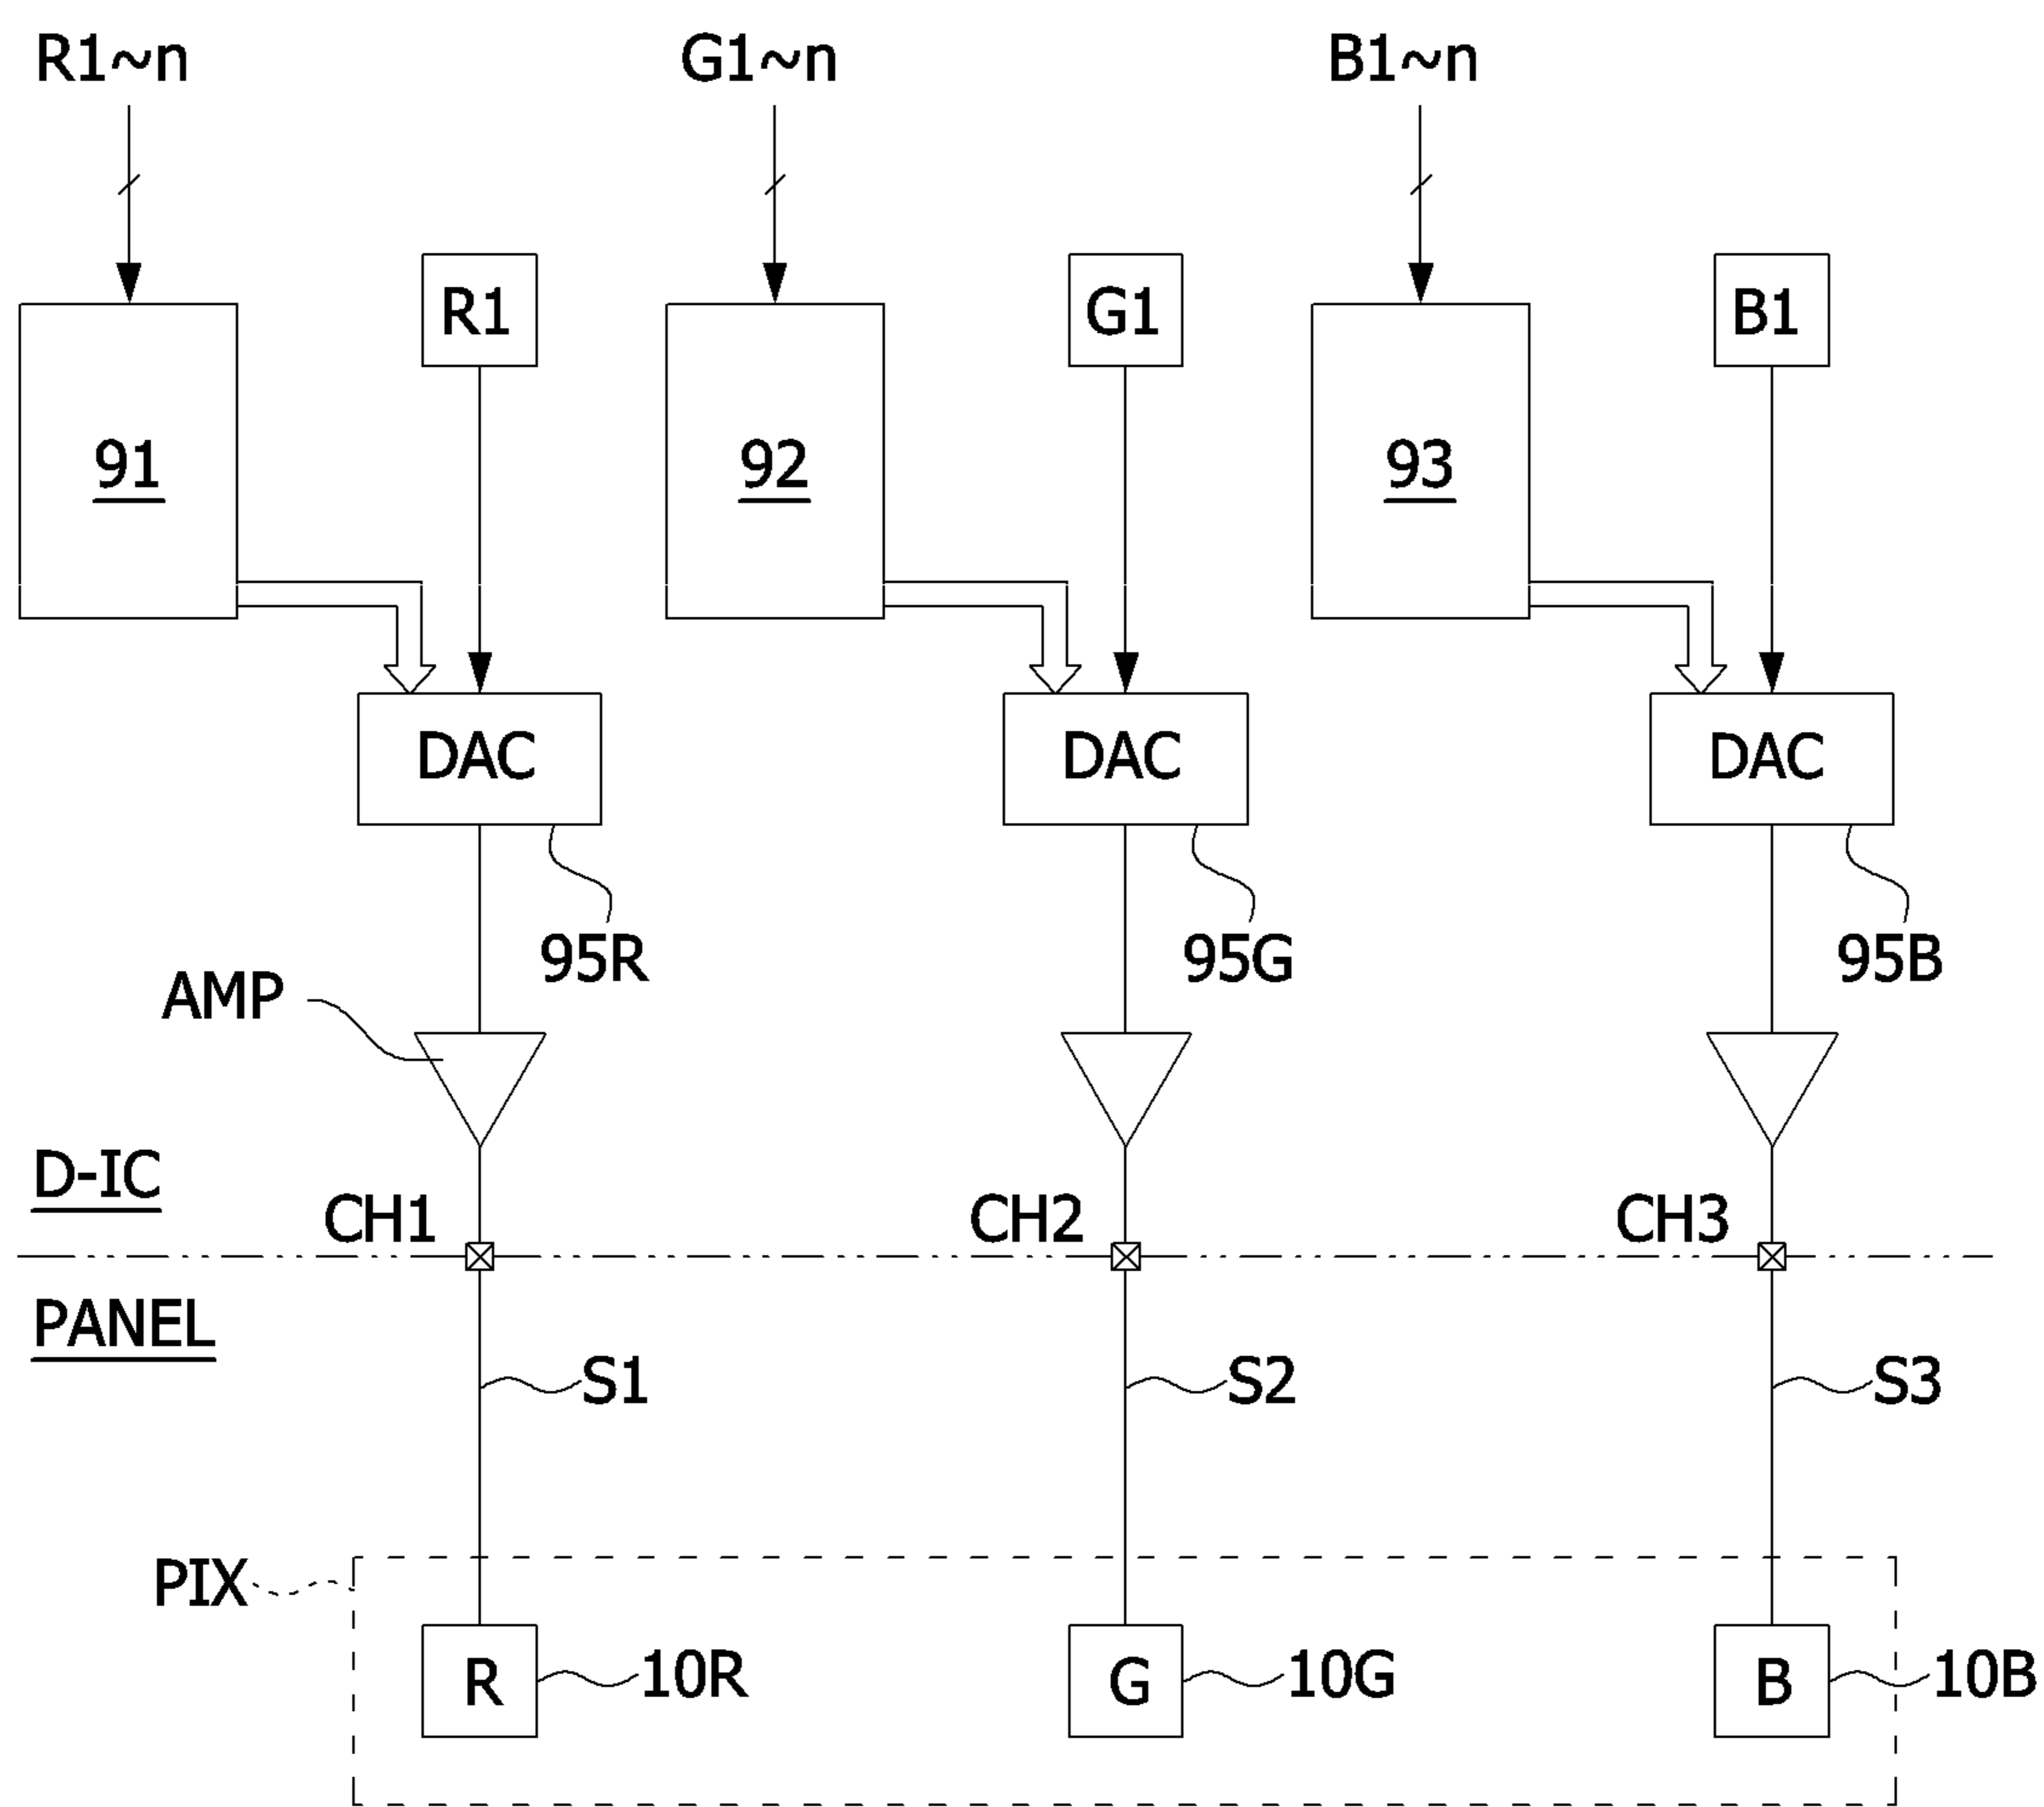 R1~n G1~n B1~n
R1 G1 B1
91 92 93
DAC DAC DAC
95R 95G 95B
AMP
D-IC
CH1 CH2 CH3
PANEL
S1 S2 S3
PIX
R 10R G 10G B 10B